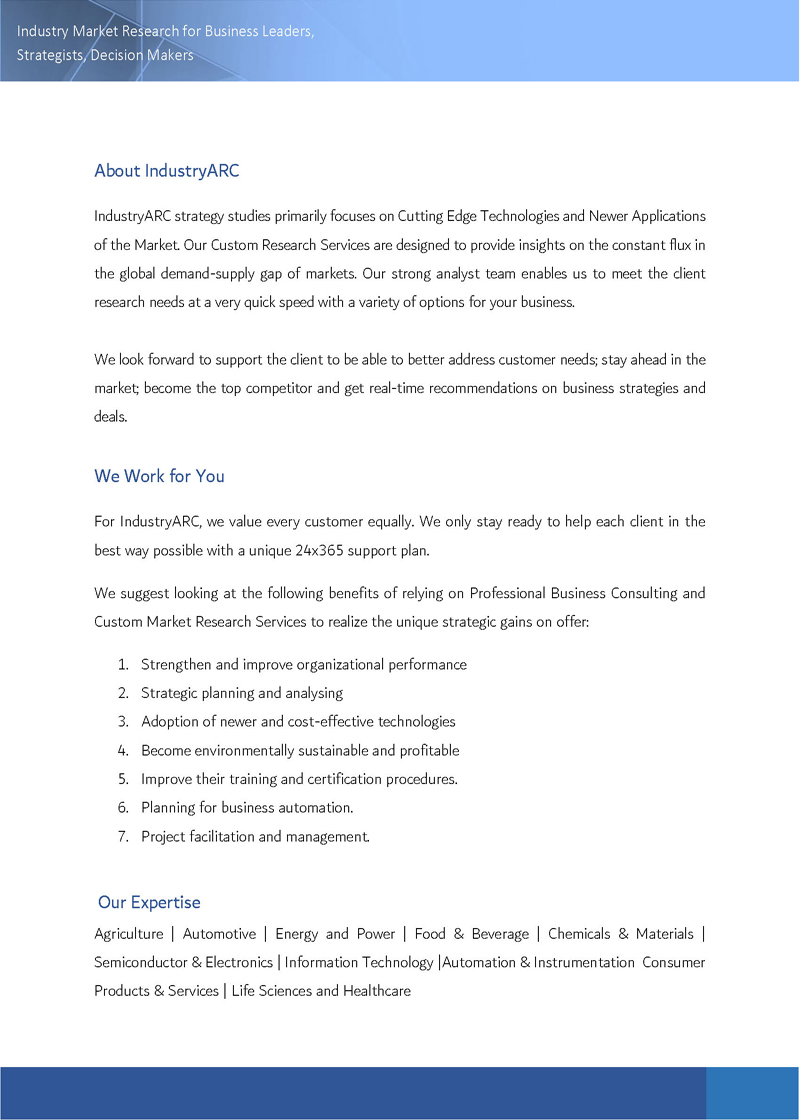 Industry Market Research for Business Leaders,
Strategists, Decision Makers
About IndustryARC
IndustryARC strategy studies primarily focuses on Cutting Edge Technologies and Newer Applications
of the Market. Our Custom Research Services are designed to provide insights on the constant flux in
the global demand-supply gap of markets. Our strong analyst team enables us to meet the client
research needs at a very quick speed with a variety of options for your business.
We look forward to support the client to be able to better address customer needs; stay ahead in the
market; become the top competitor and get real-time recommendations on business strategies and
deals.
We Work for You
For IndustryARC, we value every customer equally. We only stay ready to help each client in the
best way possible with a unique 24x365 support plan.
We suggest looking at the following benefits of relying on Professional Business Consulting and
Custom Market Research Services to realize the unique strategic gains on offer:
1. Strengthen and improve organizational performance
2. Strategic planning and analysing
3. Adoption of newer and cost-effective technologies
4. Become environmentally sustainable and profitable
5. Improve their training and certification procedures.
6. Planning for business automation.
7. Project facilitation and management.
Our Expertise
Agriculture | Automotive | Energy and Power | Food & Beverage | Chemicals & Materials |
Semiconductor & Electronics | Information Technology |Automation & Instrumentation Consumer
Products & Services | Life Sciences and Healthcare